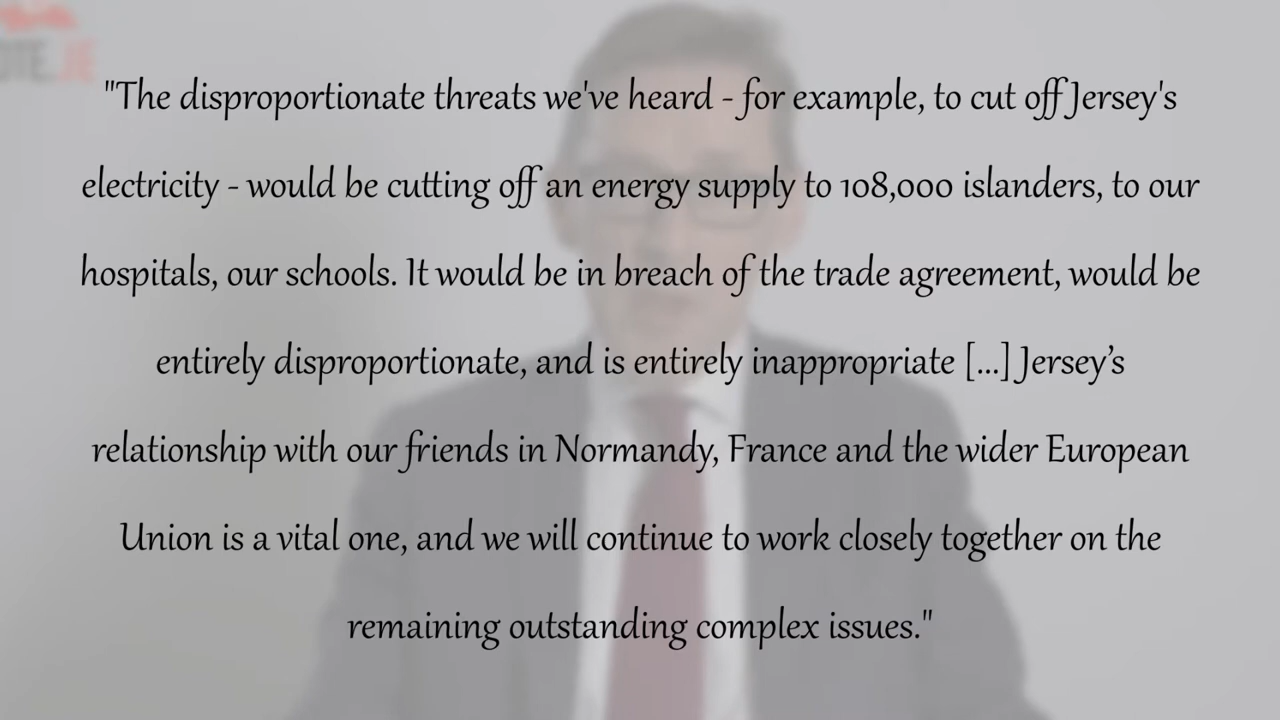 OTE.JE
"The disproportionate threats we've heard - for example, to cut off Jersey's
electricity - would be cutting off an energy supply to 108,000 islanders, to our
hospitals, our schools. It would be in breach of the trade agreement, would be
entirely disproportionate, and is entirely inappropriate [...] Jersey’s
relationship with our friends in Normandy, France and the wider European
Union is a vital one, and we will continue to work closely together on the
remaining outstanding complex issues."